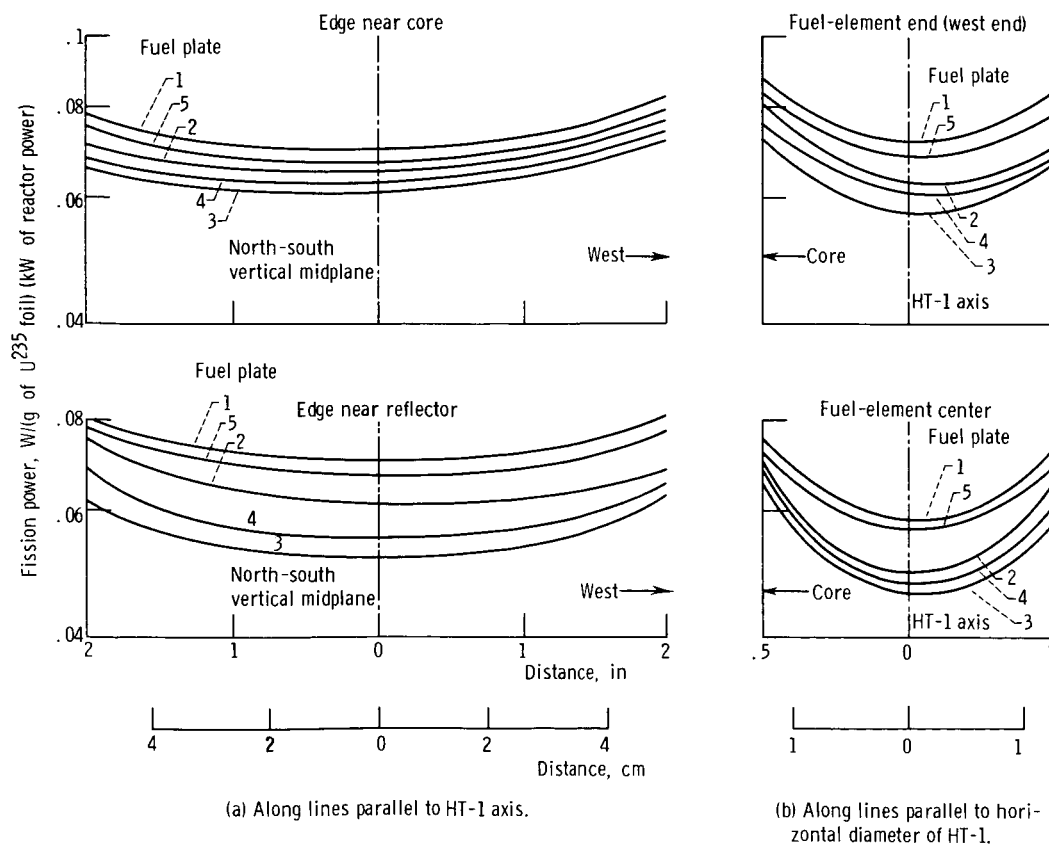 Edge near core
Fuel-element end (west end)
.1
.08
.06
.04
Fuel plate
1
5
2
4
3
North-south
vertical midplane
West
Fuel plate
1
5
2
4
3
Core
HT-1 axis
Fission power, W/(g of U235 foil) (kW of reactor power)
Edge near reflector
Fuel-element center
.08
.06
.04
Fuel plate
1
5
2
4
3
North-south
vertical midplane
West
Fuel plate
1
5
2
4
3
Core
HT-1 axis
2 1 0 1 2
Distance, in
.5 0
4 2 0 2 4
Distance, cm
1 0 1
(a) Along lines parallel to HT-1 axis.
(b) Along lines parallel to hori-
zontal diameter of HT-1.